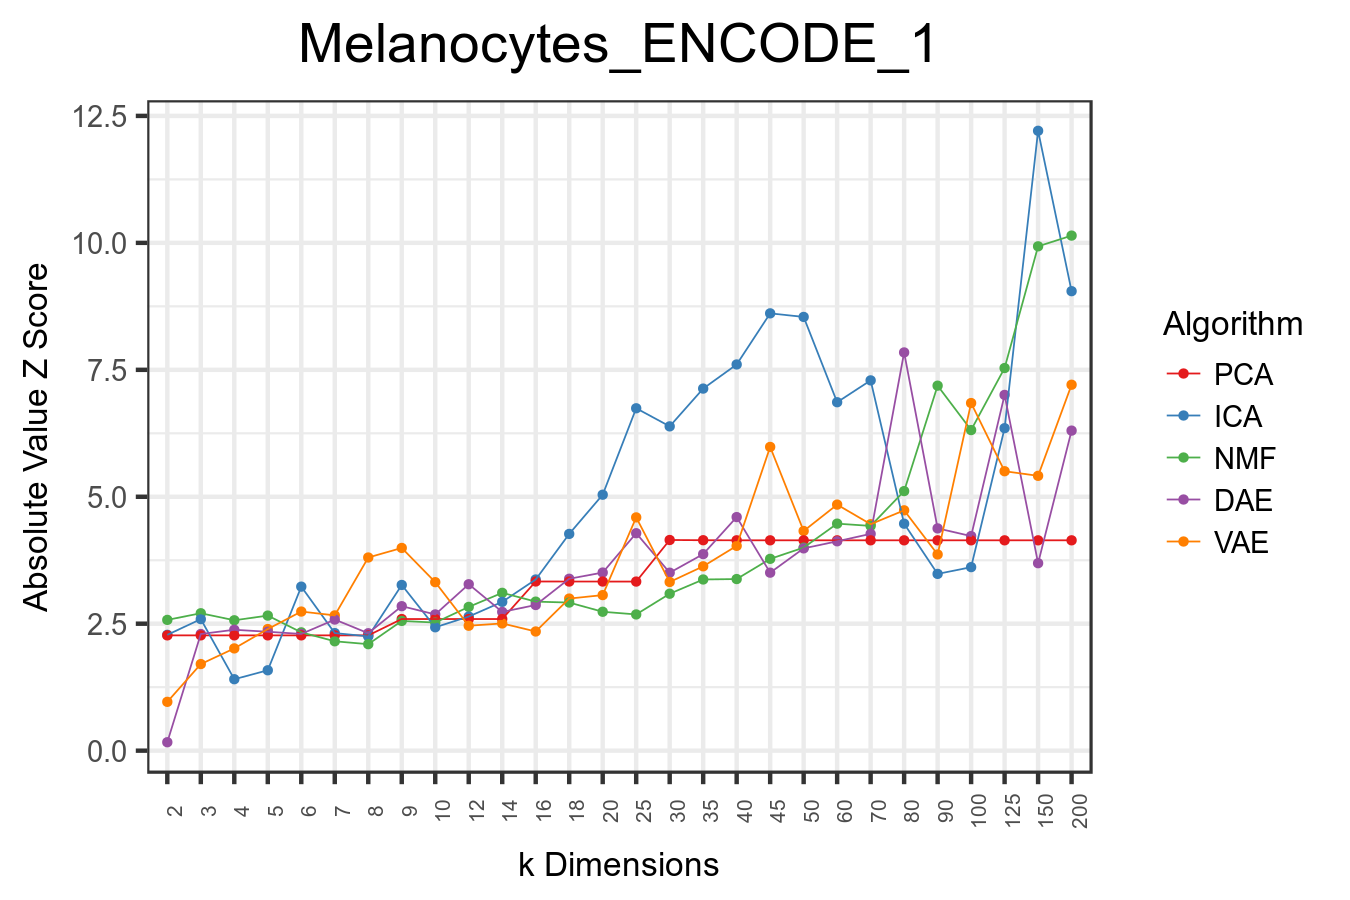 Melanocytes_ENCODE_1
Absolute Value Z Score
12.5
10.0
7.5
5.0
2.5
0.0
2 3 4 5 6 7 8 9 10 12 14 16 18 20 25 30 35 40 45 50 60 70 80 90 100 125 150 200
k Dimensions
Algorithm
PCA
ICA
NMF
DAE
VAE